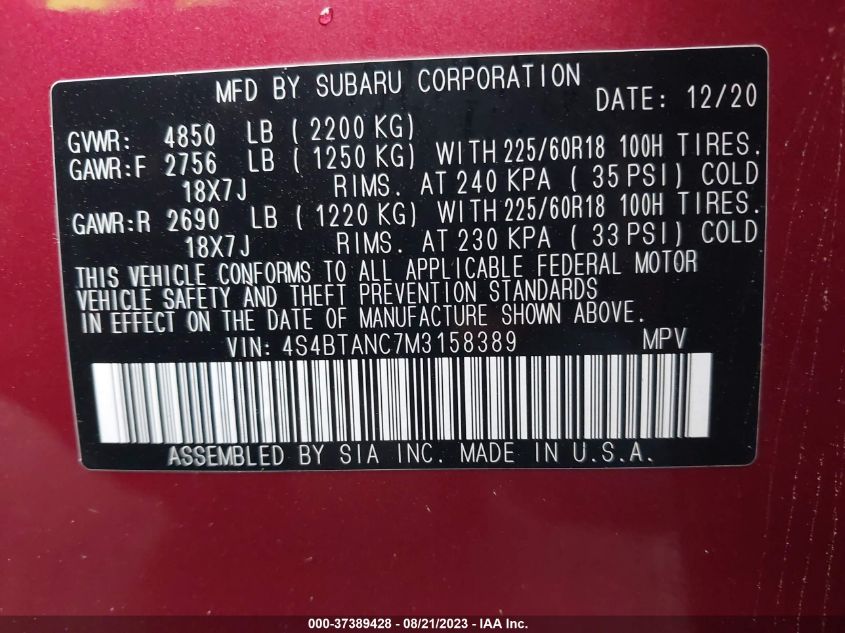 MFD BY SUBARU CORPORATION
DATE: 12/20
GVWR: 4850 LB ( 2200 KG)
GAWR:F 2756 LB ( 1250 KG) WITH 225/60R18 100H TIRES.
18X7J RIMS. AT 240 KPA ( 35 PSI) COLD
GAWR:R 2690 LB ( 1220 KG) WITH 225/60R18 100H TIRES.
18X7J RIMS. AT 230 KPA ( 33 PSI) COLD
THIS VEHICLE CONFORMS TO ALL APPLICABLE FEDERAL MOTOR
VEHICLE SAFETY AND THEFT PREVENTION STANDARDS
IN EFFECT ON THE DATE OF MANUFACTURE SHOWN ABOVE.
VIN: 4S4BTANC7M3158389 MPV
ASSEMBLED BY SIA INC. MADE IN U.S.A.
000-37389428 - 08/21/2023 - IAA Inc.